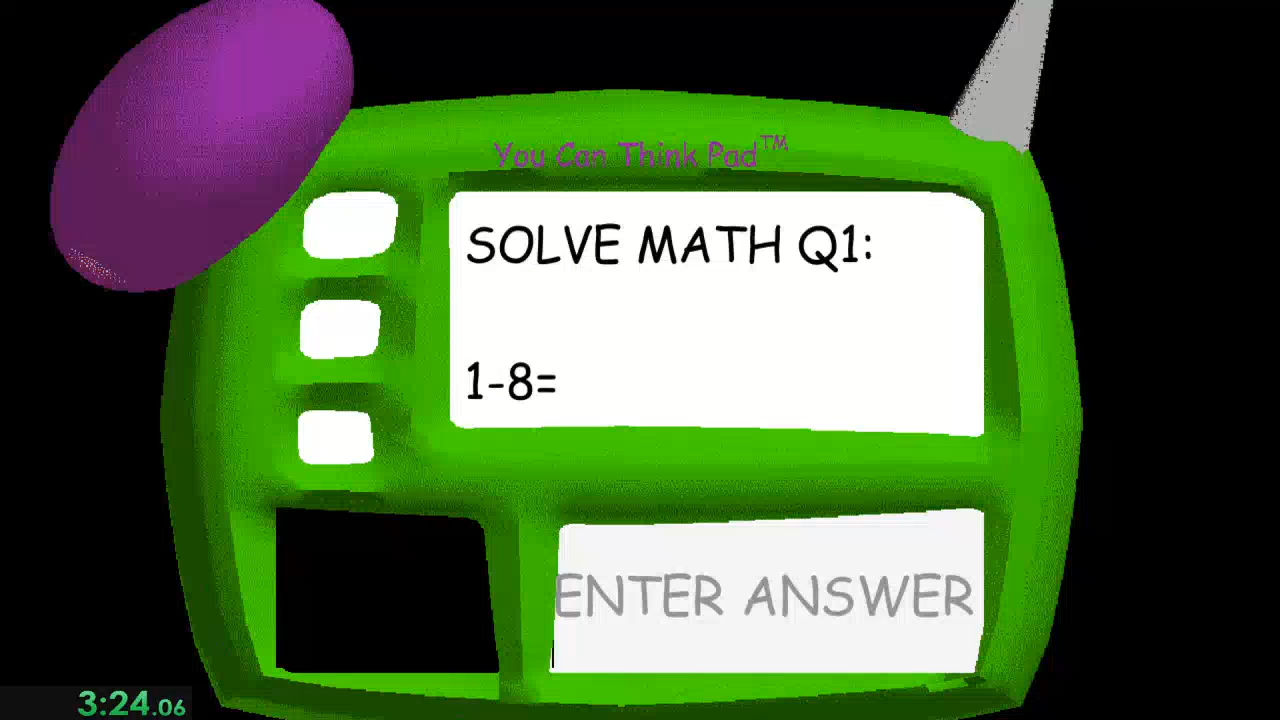 You Can Think Pad™
SOLVE MATH Q1:
1-8=
ENTER ANSWER
3:24.06